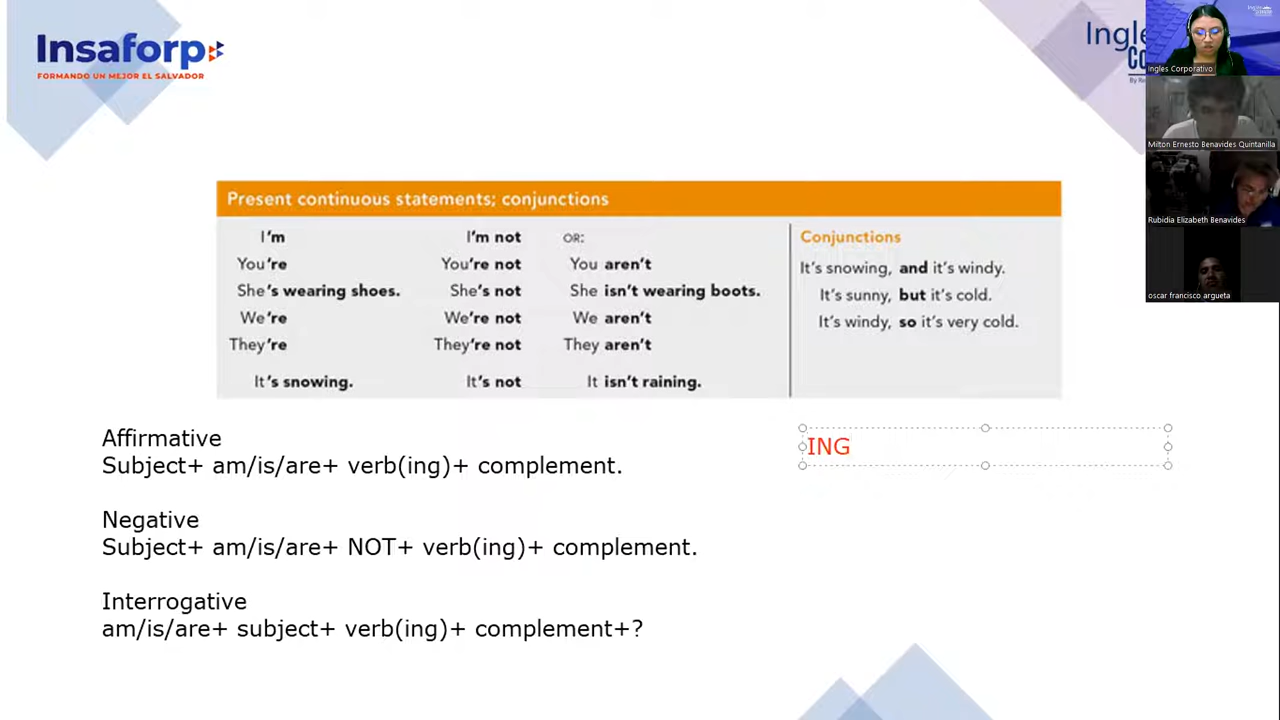 Insaforp
FORMANDO UN MEJOR EL SALVADOR
Ingle
Co
Ingles Corporativo
Milton Ernesto Benavides Quintanilla
Rubidia Elizabeth Benavides
oscar francisco argueta
Present continuous statements; conjunctions
I'm I'm not OR: Conjunctions
You're You're not You aren't It's snowing, and it's windy.
She's wearing shoes. She's not She isn't wearing boots. It's sunny, but it's cold.
We're We're not We aren't It's windy, so it's very cold.
They're They're not They aren't
It's snowing. It's not It isn't raining.
Affirmative
Subject+ am/is/are+ verb(ing)+ complement.
ING
Negative
Subject+ am/is/are+ NOT+ verb(ing)+ complement.
Interrogative
am/is/are+ subject+ verb(ing)+ complement+?